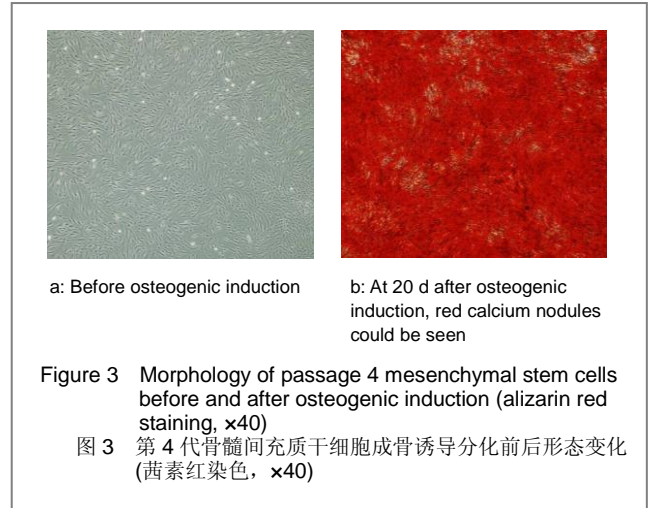 a: Before osteogenic induction
b: At 20 d after osteogenic
induction, red calcium nodules
could be seen
Figure 3 Morphology of passage 4 mesenchymal stem cells
before and after osteogenic induction (alizarin red
staining, ×40)
图 3 第 4 代骨髓间充质干细胞成骨诱导分化前后形态变化
(茜素红染色，×40)